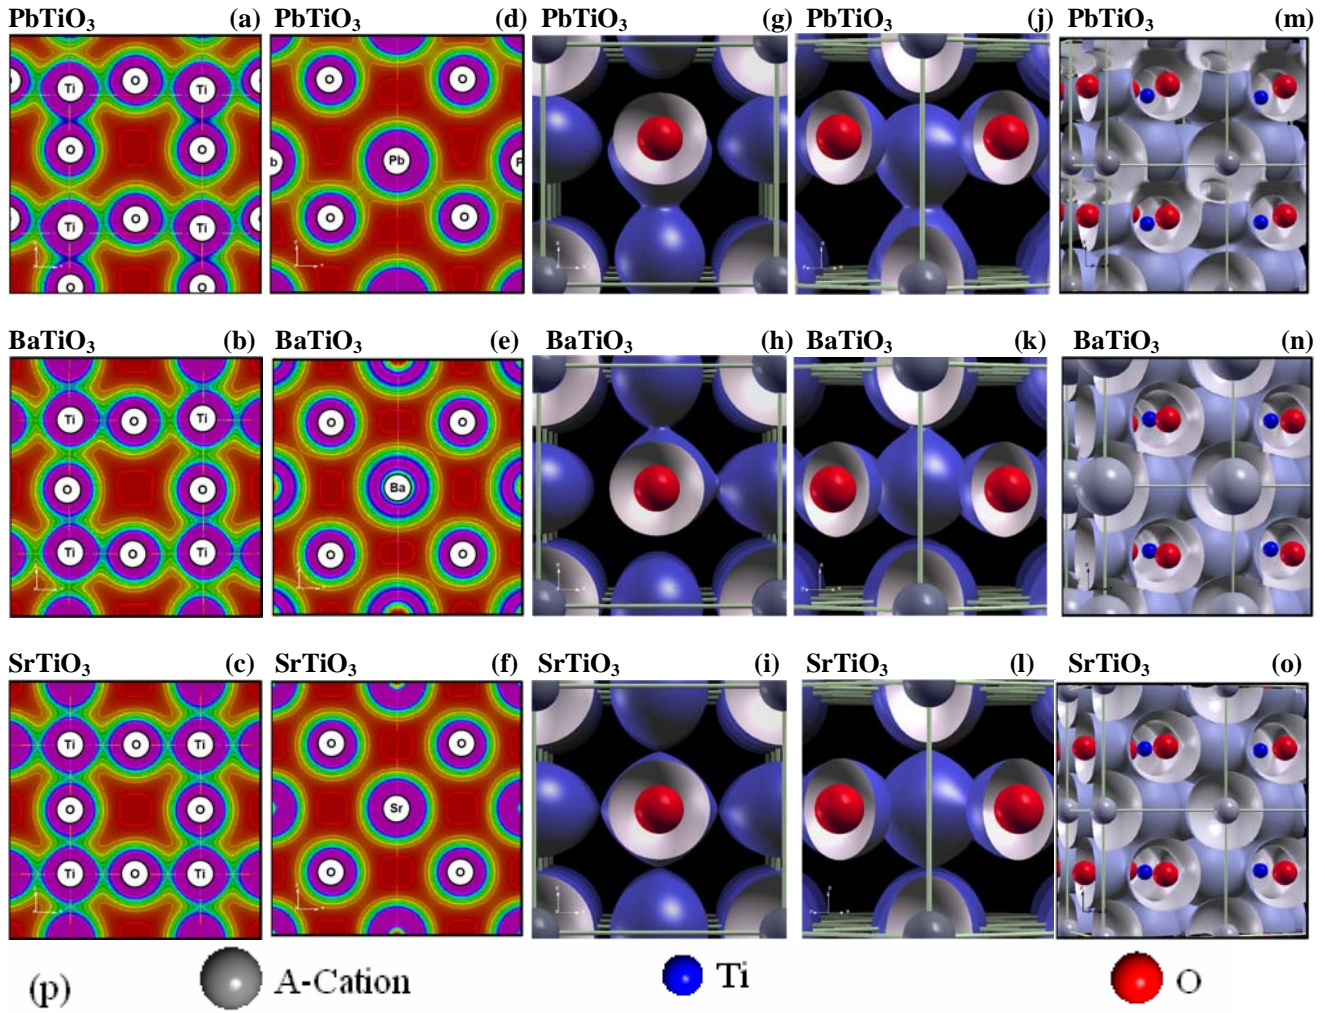 PbTiO₃ (a) PbTiO₃ (d) PbTiO₃ (g) PbTiO₃ (j) PbTiO₃ (m)
Ti O Ti O O
O O b Pb P
Ti O Ti O O
O O
BaTiO₃ (b) BaTiO₃ (e) BaTiO₃ (h) BaTiO₃ (k) BaTiO₃ (n)
Ti O Ti O O
O O Ba
Ti O Ti O O
SrTiO₃ (c) SrTiO₃ (f) SrTiO₃ (i) SrTiO₃ (l) SrTiO₃ (o)
Ti O Ti O O
O O Sr
Ti O Ti O O
(p) A-Cation Ti O